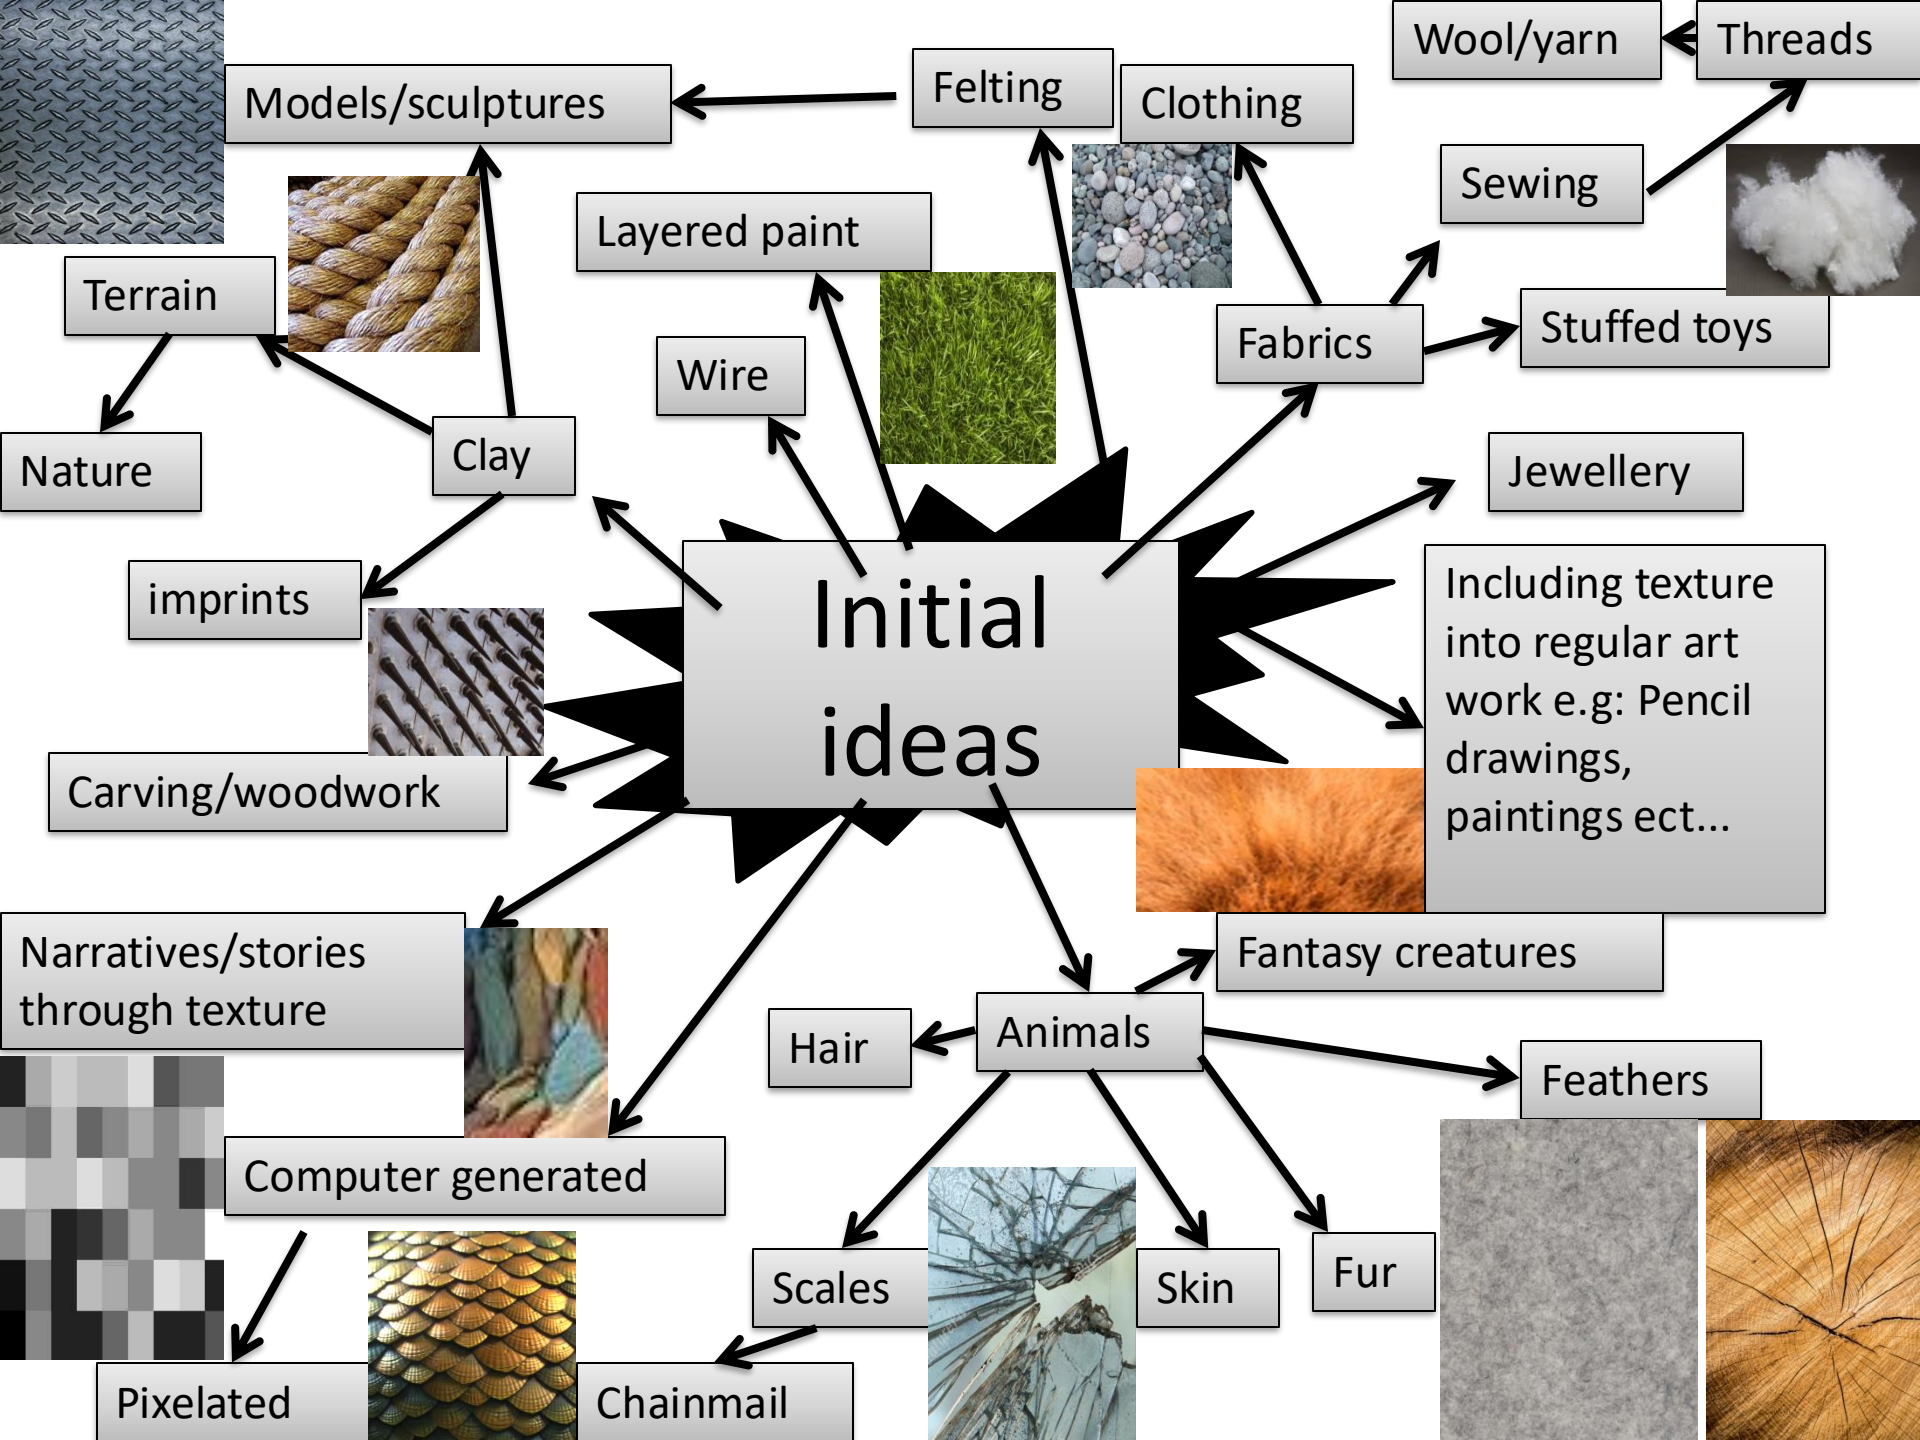 Wool/yarn
Threads
Felting
Clothing
Models/sculptures
Sewing
Layered paint
Terrain
Stuffed toys
Fabrics
Wire
Clay
Nature
Jewellery
imprints
Initial
ideas
Including texture
into regular art
work e.g: Pencil
drawings,
paintings ect...
Carving/woodwork
Narratives/stories
through texture
Fantasy creatures
Animals
Hair
Feathers
Computer generated
Scales
Skin
Fur
Pixelated
Chainmail